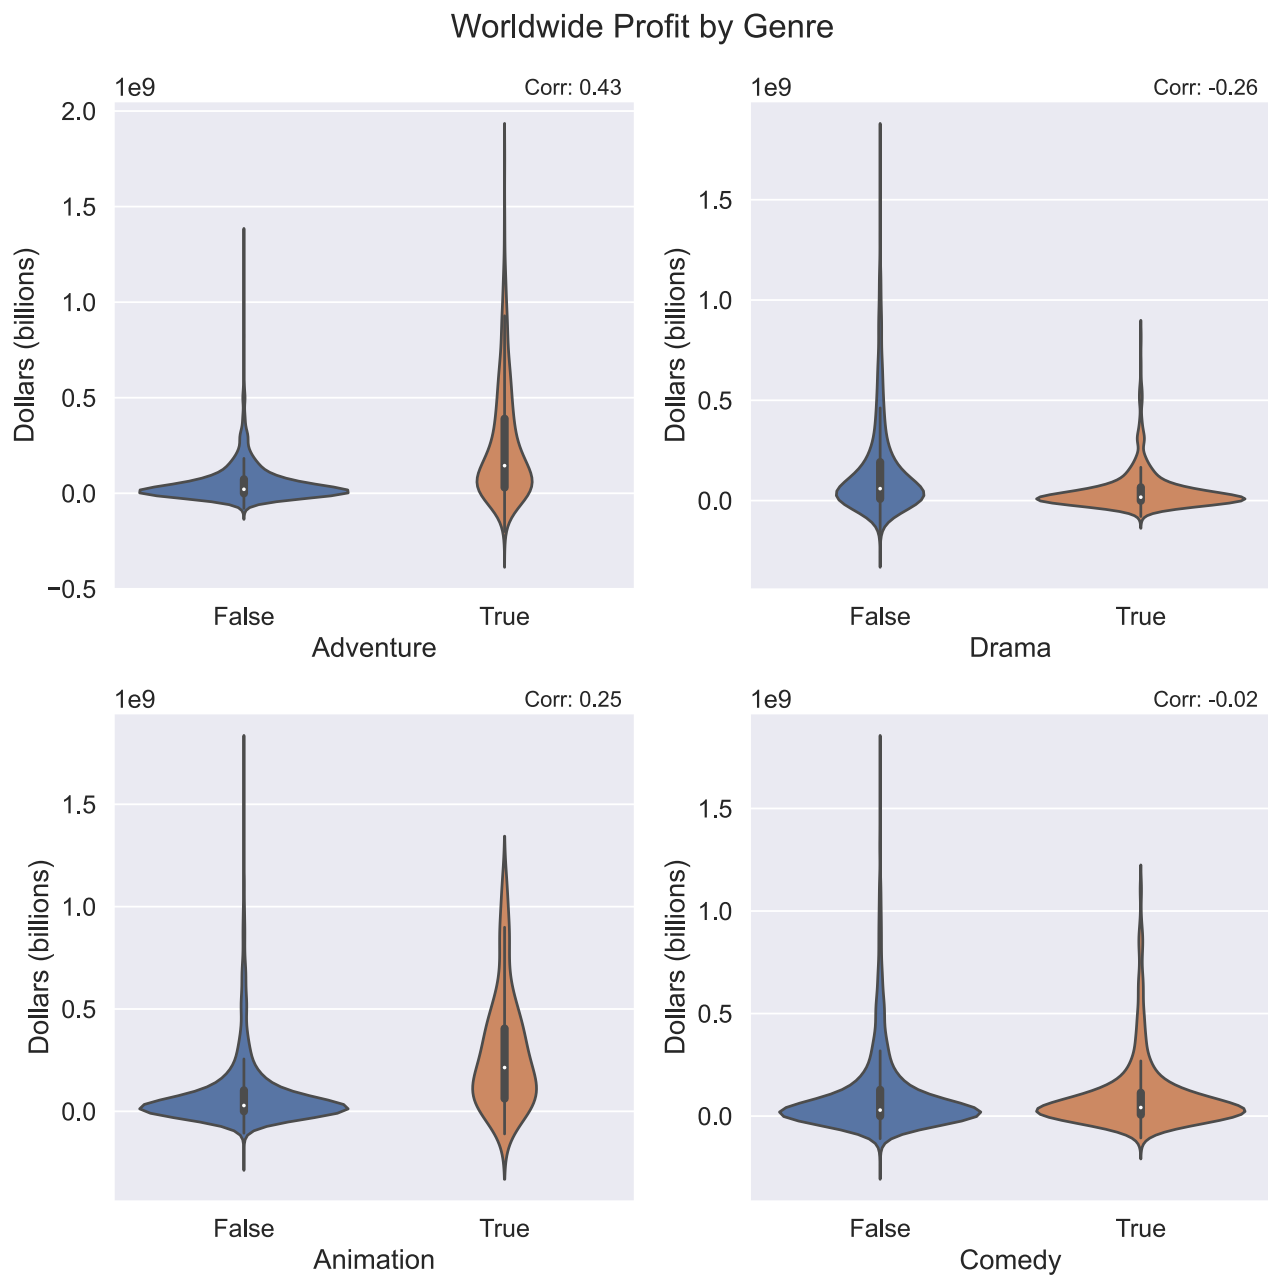 Worldwide Profit by Genre
1e9
Corr: 0.43
2.0
1.5
1.0
0.5
0.0
−0.5
Dollars (billions)
False
True
Adventure
1e9
Corr: -0.26
1.5
1.0
0.5
0.0
Dollars (billions)
False
True
Drama
1e9
Corr: 0.25
1.5
1.0
0.5
0.0
Dollars (billions)
False
True
Animation
1e9
Corr: -0.02
1.5
1.0
0.5
0.0
Dollars (billions)
False
True
Comedy